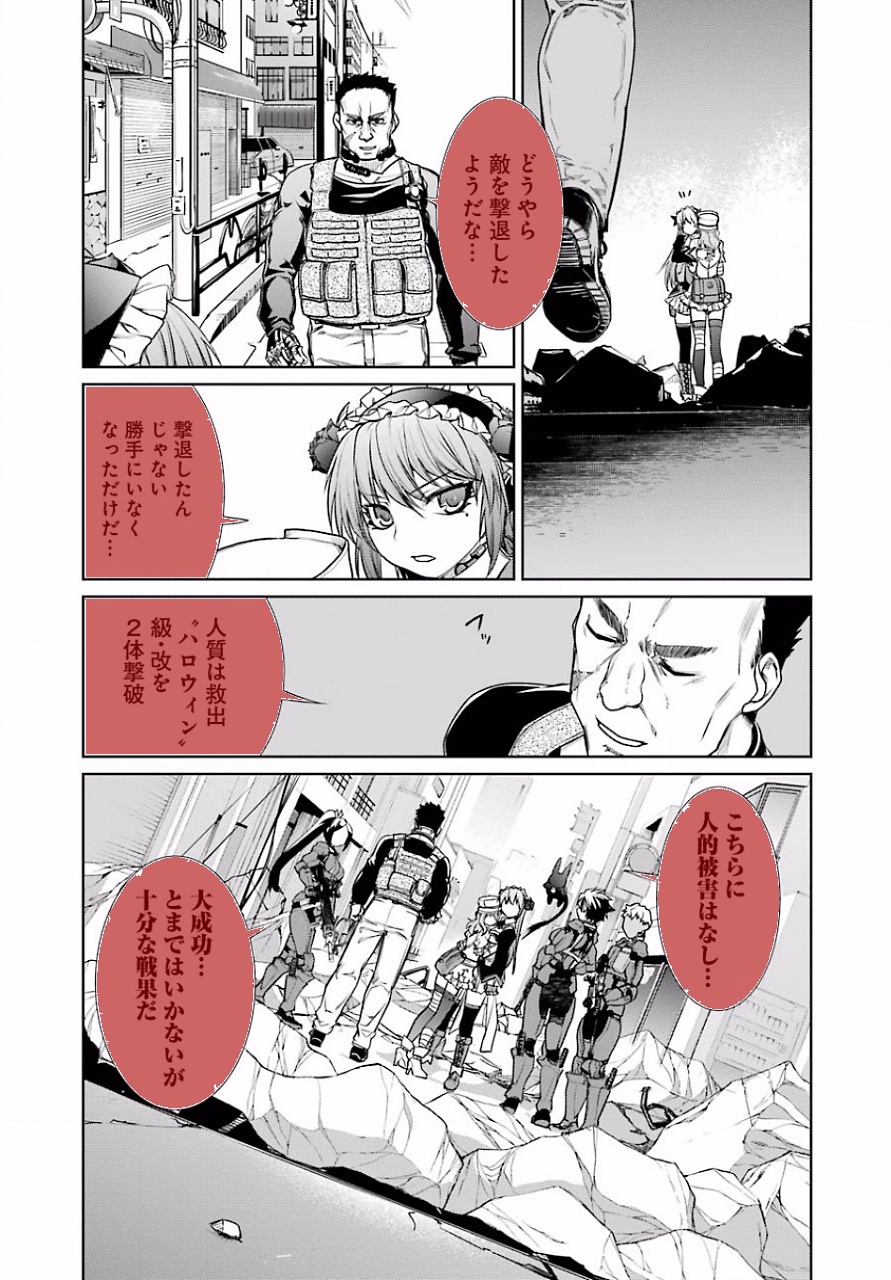 どうやら
敵を撃退した
ようだな…
撃退したん
じゃない
勝手にいなく
なっただけだ…
人質は救出
〝ハロウィン〟
級・改を
2体撃破
こちらに
人的被害はなし…
大成功…
とまではいかないが
十分な戦果だ